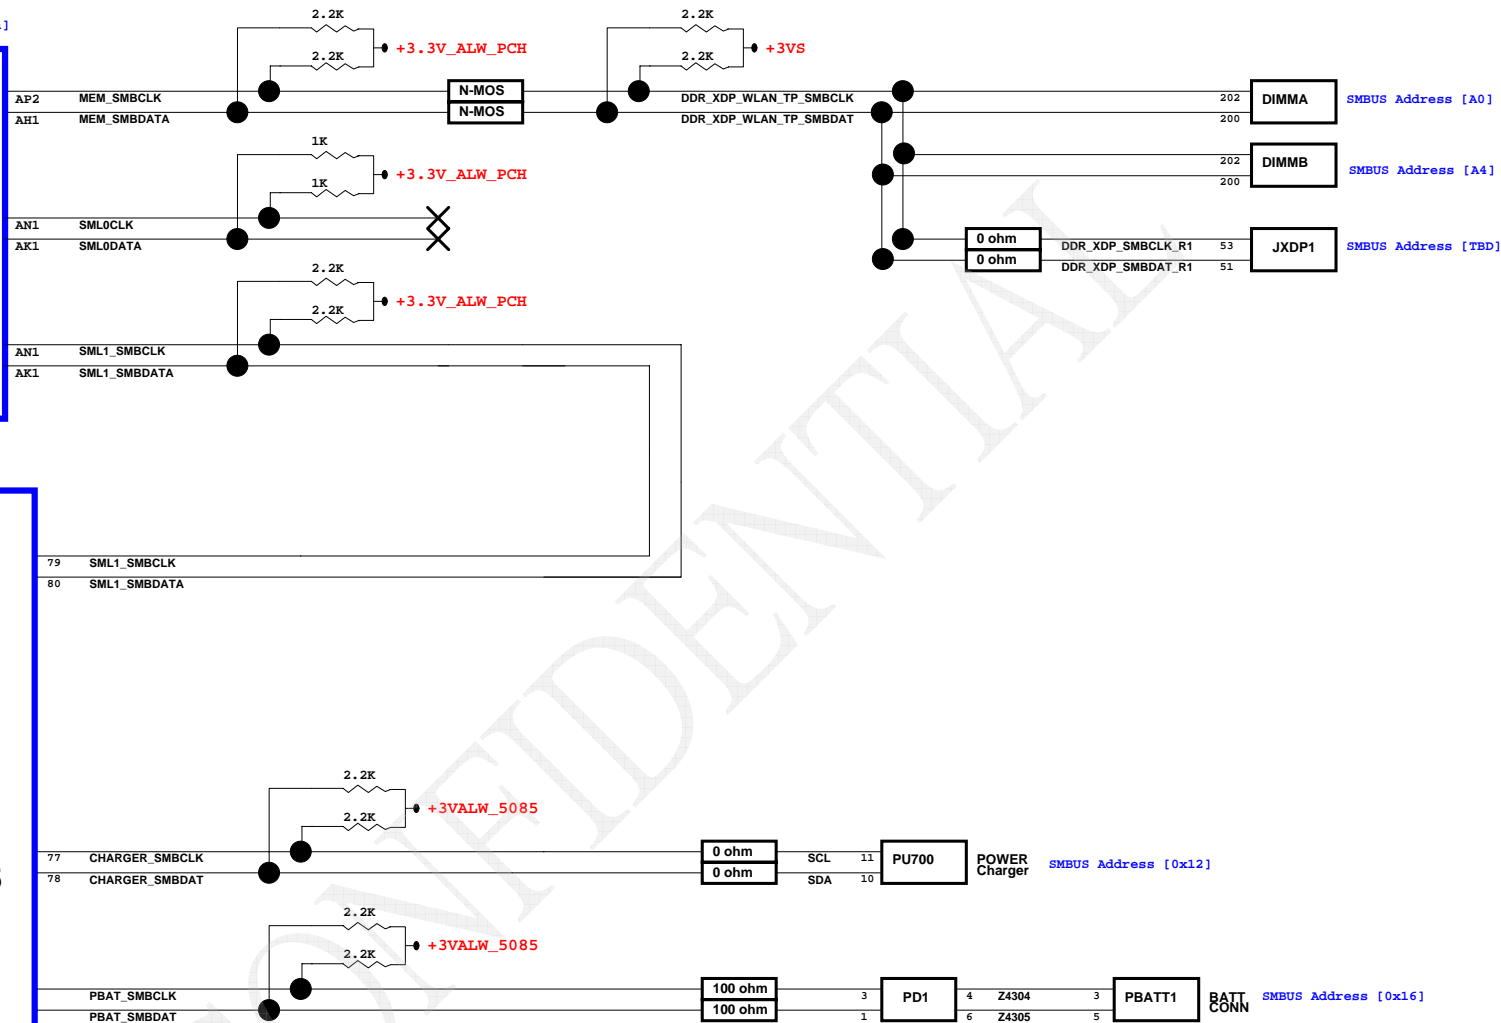 ]
2.2K
2.2K
+3.3V_ALW_PCH
2.2K
2.2K
+3VS
AP2 MEM_SMBCLK N-MOS DDR_XDP_WLAN_TP_SMBCLK 202 DIMMA SMBUS Address [A0]
AH1 MEM_SMBDATA N-MOS DDR_XDP_WLAN_TP_SMBDAT 200
1K
1K
+3.3V_ALW_PCH
202 DIMMB SMBUS Address [A4]
200
AN1 SML0CLK
AK1 SML0DATA
0 ohm DDR_XDP_SMBCLK_R1 53 JXDP1 SMBUS Address [TBD]
0 ohm DDR_XDP_SMBDAT_R1 51
2.2K
2.2K
+3.3V_ALW_PCH
AN1 SML1_SMBCLK
AK1 SML1_SMBDATA
79 SML1_SMBCLK
80 SML1_SMBDATA
2.2K
2.2K
+3VALW_5085
77 CHARGER_SMBCLK 0 ohm SCL 11 PU700 POWER Charger SMBUS Address [0x12]
78 CHARGER_SMBDAT 0 ohm SDA 10
2.2K
2.2K
+3VALW_5085
PBAT_SMBCLK 100 ohm 3 PD1 4 Z4304 3 PBATT1 BATT CONN SMBUS Address [0x16]
PBAT_SMBDAT 100 ohm 1 6 Z4305 5
CONFIDENTIAL